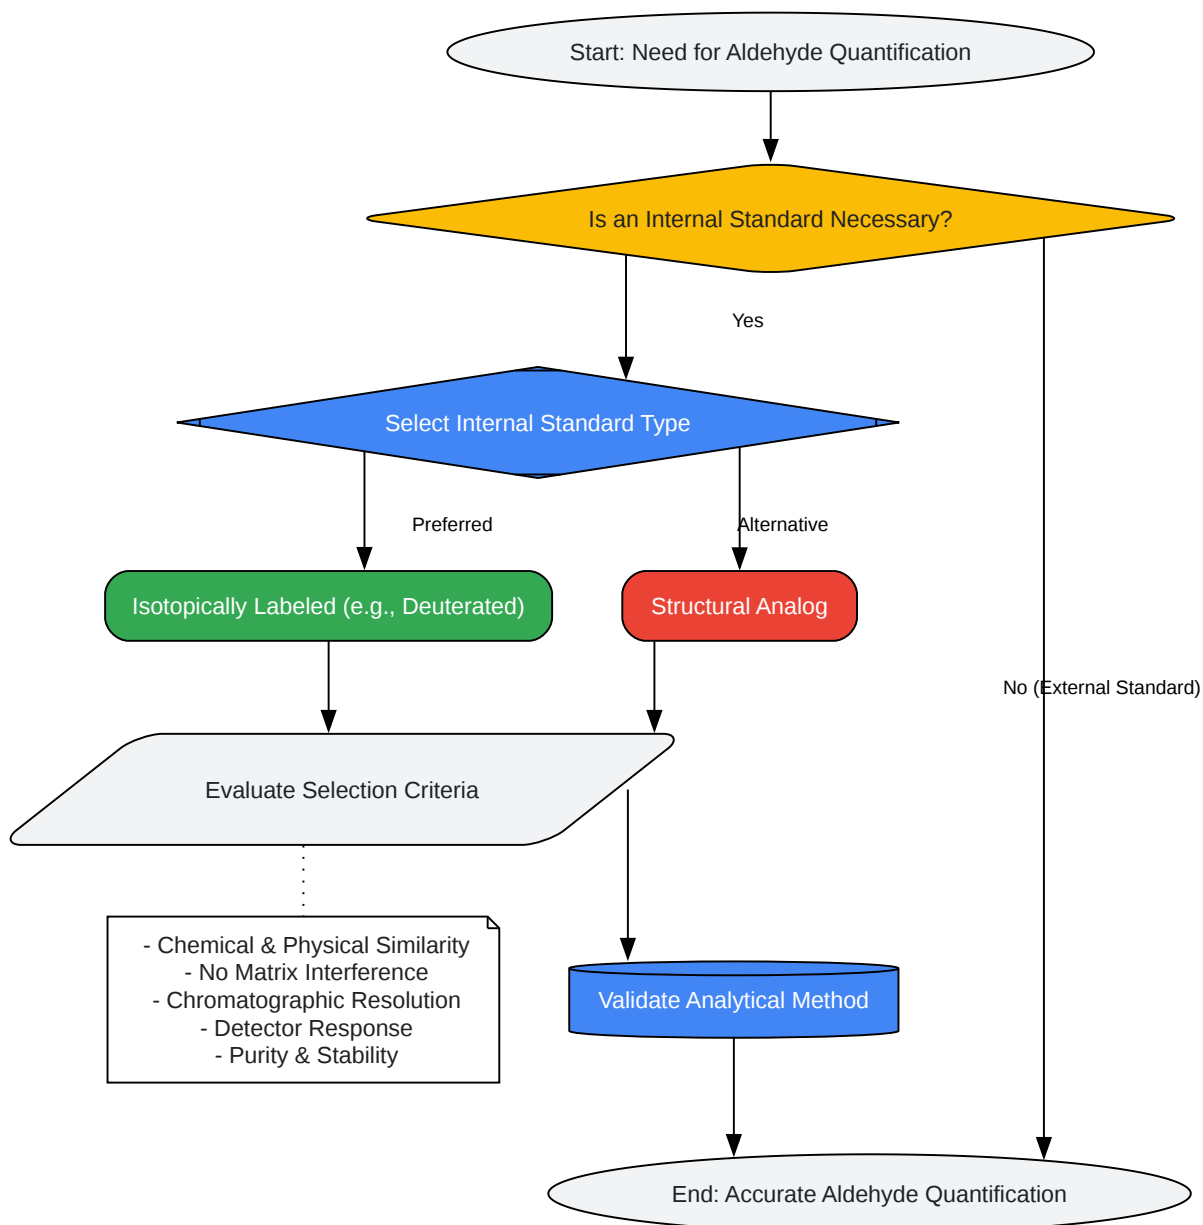 Start: Need for Aldehyde Quantification
Is an Internal Standard Necessary?
Yes
Select Internal Standard Type
Preferred
Alternative
Isotopically Labeled (e.g., Deuterated)
Structural Analog
No (External Standard)
Evaluate Selection Criteria
- Chemical & Physical Similarity
- No Matrix Interference
- Chromatographic Resolution
- Detector Response
- Purity & Stability
Validate Analytical Method
End: Accurate Aldehyde Quantification